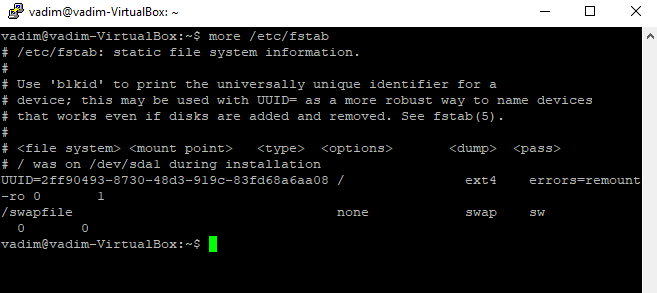 vadim@vadim-VirtualBox: ~
vadim@vadim-VirtualBox:~$ more /etc/fstab
# /etc/fstab: static file system information.
#
# Use 'blkid' to print the universally unique identifier for a
# device; this may be used with UUID= as a more robust way to name devices
# that works even if disks are added and removed. See fstab(5).
#
# <file system> <mount point>   <type>  <options>       <dump>  <pass>
# / was on /dev/sda1 during installation
UUID=2ff90493-8730-48d3-919c-83fd68a6aa08 /               ext4    errors=remount
-ro 0       1
/swapfile                                 none            swap    sw
  0       0
vadim@vadim-VirtualBox:~$